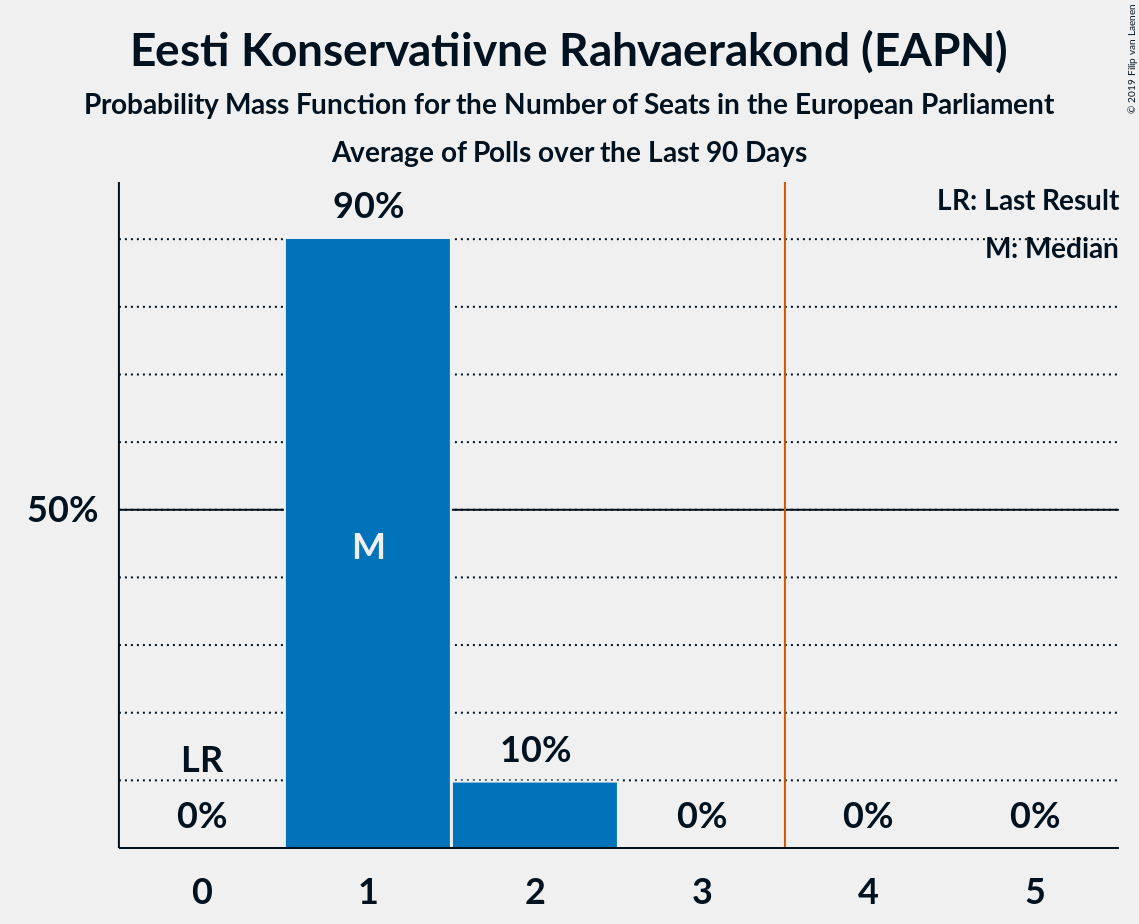 Eesti Konservatiivne Rahvaerakond (EAPN)
Probability Mass Function for the Number of Seats in the European Parliament
Average of Polls over the Last 90 Days
© 2019 Filip van Laenen
LR: Last Result
M: Median
90%
50%
M
LR
10%
0%
0%
0%
0%
0
1
2
3
4
5